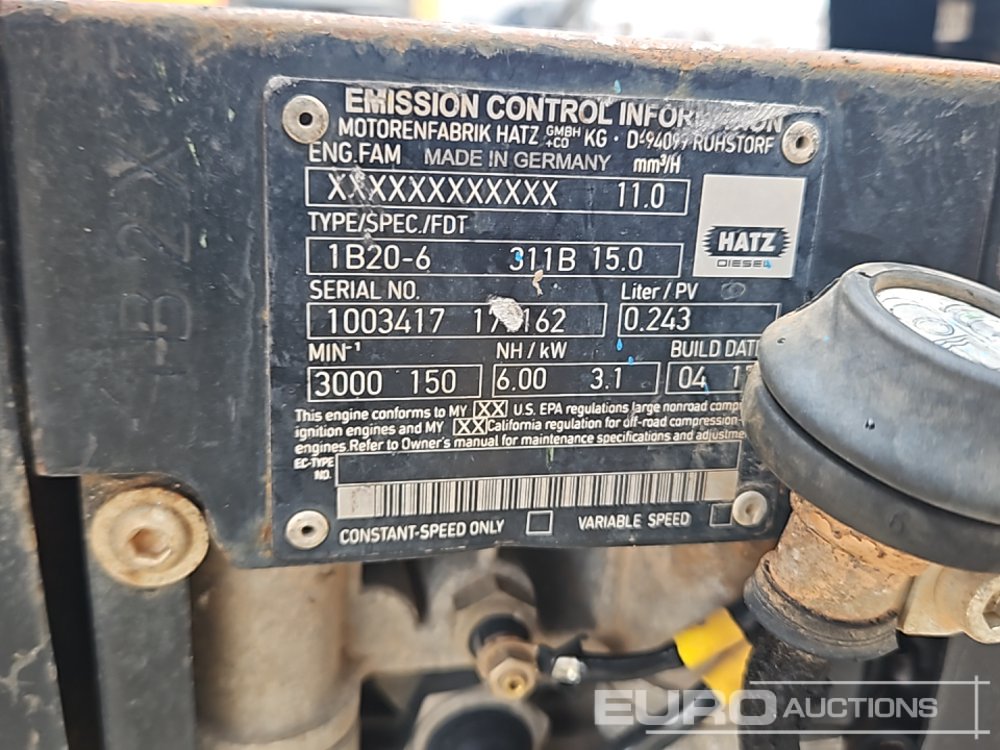 EMISSION CONTROL INFORMATION
MOTORENFABRIK HATZ GMBH +CO KG · D-94099 RUHSTORF
ENG.FAM MADE IN GERMANY mm³/H
XXXXXXXXXXXX 11.0
TYPE/SPEC./FDT
1B20-6 311B 15.0
HATZ
DIESEL
SERIAL NO. Liter / PV
1003417 0.243
MIN⁻¹ NH / kW BUILD DATE
3000 150 6.00 3.1 04
This engine conforms to MY XX U.S. EPA regulations large nonroad
ignition engines and MY XX California regulation for off-road compression-
engines. Refer to Owner's manual for maintenance specifications and
EC-TYPE
NO.
CONSTANT-SPEED ONLY VARIABLE SPEED
EURO AUCTIONS